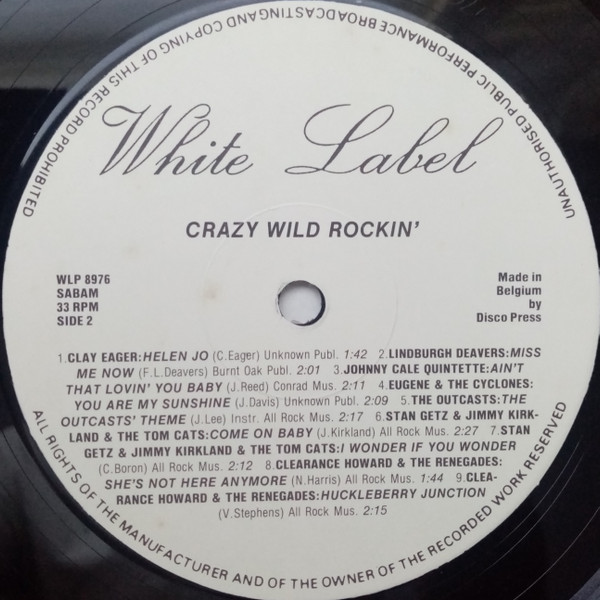 UNAUTHORISED PUBLIC PERFORMANCE BROADCASTING AND COPYING OF THIS RECORD PROHIBITED
White Label
CRAZY WILD ROCKIN'
WLP 8976
SABAM
33 RPM
SIDE 2
Made in
Belgium
by
Disco Press
1.CLAY EAGER:HELEN JO (C.Eager) Unknown Publ. 1:42 2.LINDBURGH DEAVERS:MISS
ME NOW (F.L.Deavers) Burnt Oak Publ. 2:01 3.JOHNNY CALE QUINTETTE:AIN'T
THAT LOVIN' YOU BABY (J.Reed) Conrad Mus. 2:11 4.EUGENE & THE CYCLONES:
YOU ARE MY SUNSHINE (J.Davis) Unknown Publ. 2:09 5.THE OUTCASTS:THE
OUTCASTS' THEME (J.Lee) Instr. All Rock Mus. 2:17 6.STAN GETZ & JIMMY KIRK-
LAND & THE TOM CATS:COME ON BABY (J.Kirkland) All Rock Mus. 2:27 7.STAN
GETZ & JIMMY KIRKLAND & THE TOM CATS:I WONDER IF YOU WONDER
(C.Boron) All Rock Mus. 2:12 8.CLEARANCE HOWARD & THE RENEGADES:
SHE'S NOT HERE ANYMORE (N.Harris) All Rock Mus. 1:44 9.CLEA-
RANCE HOWARD & THE RENEGADES:HUCKLEBERRY JUNCTION
(V.Stephens) All Rock Mus. 2:15
ALL RIGHTS OF THE MANUFACTURER AND OF THE OWNER OF THE RECORDED WORK RESERVED